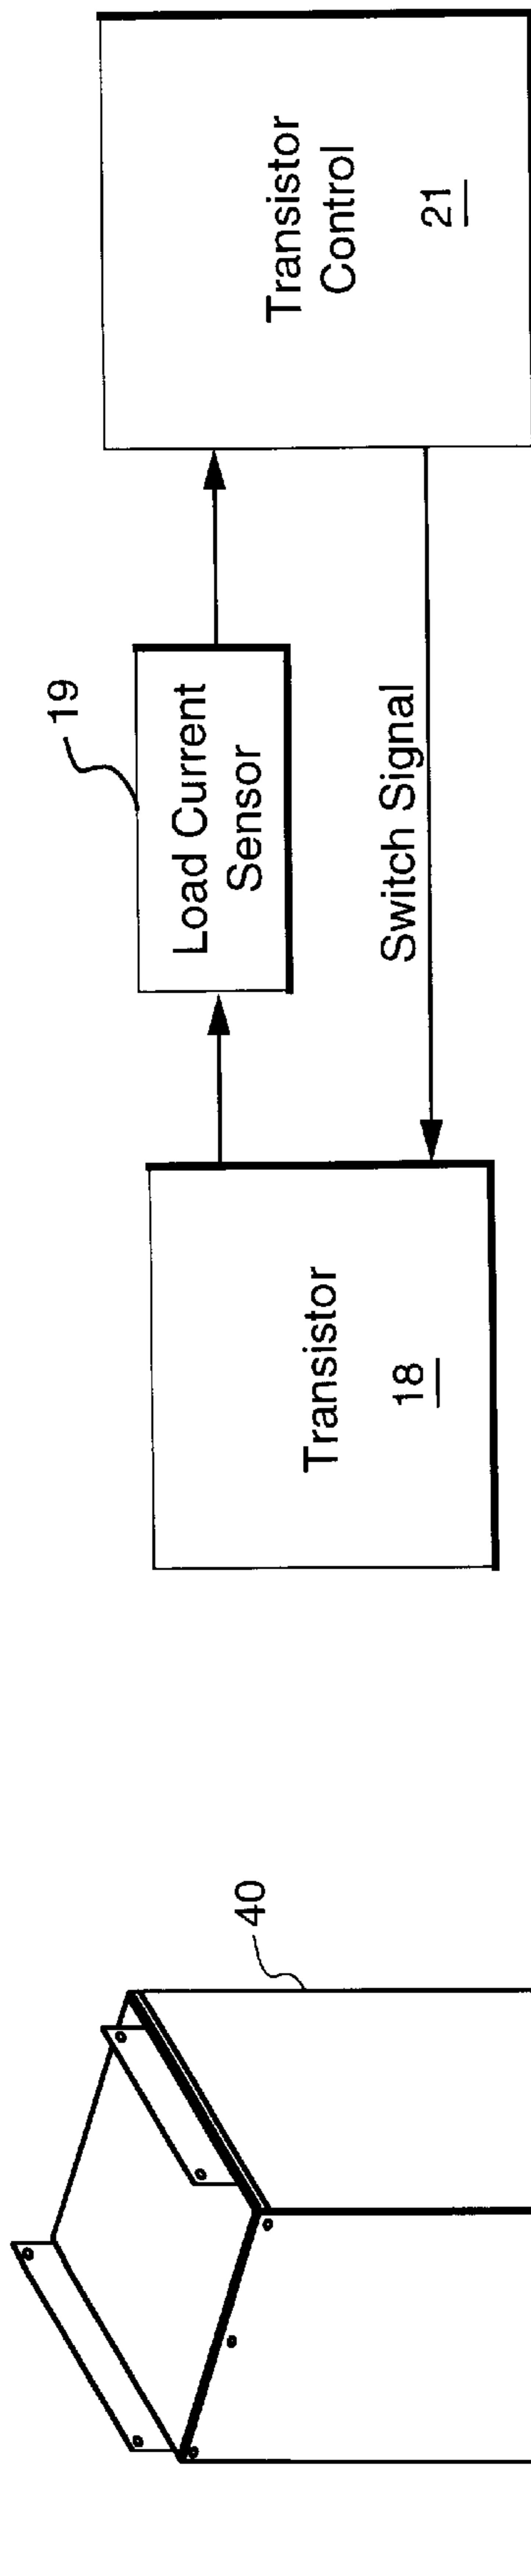 40
Transistor
18
19
Load Current
Sensor
Switch Signal
Transistor
Control
21